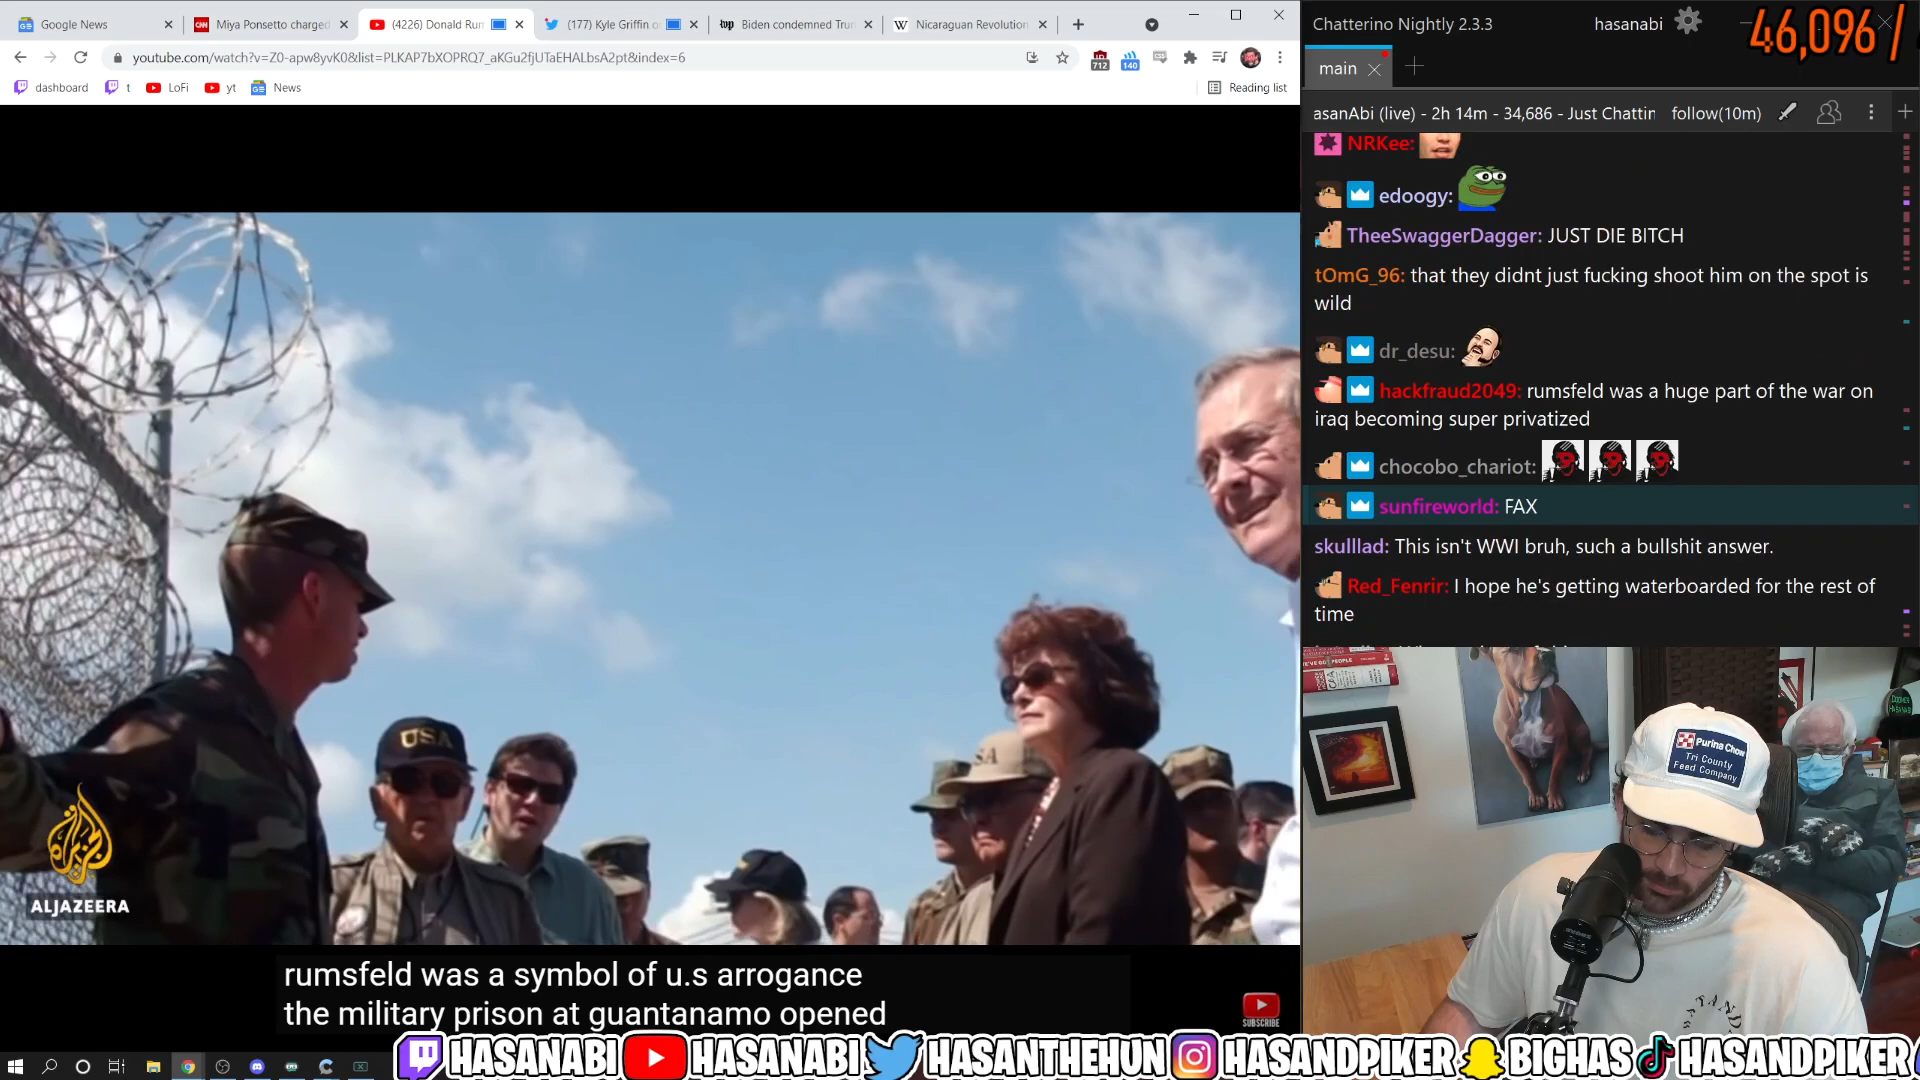 Google News
Miya Ponsetto charged
(4226) Donald Rum
(177) Kyle Griffin o
Biden condemned Tru
Nicaraguan Revolution
youtube.com/watch?v=Z0-apw8yvK0&list=PLKAP7bXOPRQ7_aKGu2fjUTaEHALbsA2pt&index=6
712
140
dashboard
t
LoFi
yt
News
Reading list
ALJAZEERA
rumsfeld was a symbol of u.s arrogance
the military prison at guantanamo opened
SUBSCRIBE
Chatterino Nightly 2.3.3
hasanabi
46,096 /
main
asanAbi (live) - 2h 14m - 34,686 - Just Chattin
follow(10m)
NRKee:
edoogy:
TheeSwaggerDagger: JUST DIE BITCH
tOmG_96: that they didnt just fucking shoot him on the spot is
wild
dr_desu:
hackfraud2049: rumsfeld was a huge part of the war on
iraq becoming super privatized
chocobo_chariot:
sunfireworld: FAX
skulllad: This isn't WWI bruh, such a bullshit answer.
Red_Fenrir: I hope he's getting waterboarded for the rest of
time
USA
SA
Purina Chow
Tri County
Feed Company
HASANABI
HASANABI
HASANTHEHUN
HASANDPIKER
BIGHAS
HASANDPIKER